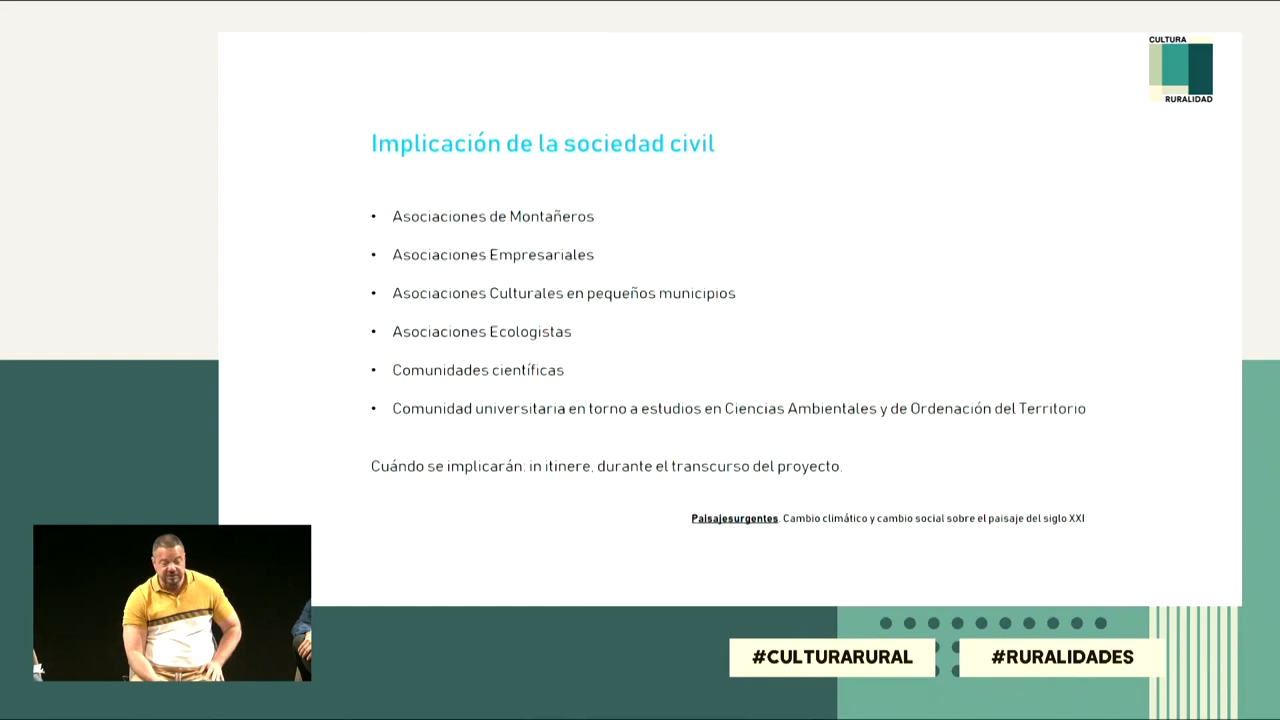 CULTURA
RURALIDAD
Implicación de la sociedad civil
• Asociaciones de Montañeros
• Asociaciones Empresariales
• Asociaciones Culturales en pequeños municipios
• Asociaciones Ecologistas
• Comunidades científicas
• Comunidad universitaria en torno a estudios en Ciencias Ambientales y de Ordenación del Territorio
Cuándo se implicarán: in itinere, durante el transcurso del proyecto.
Paisajesurgentes. Cambio climático y cambio social sobre el paisaje del siglo XXI
#CULTURARURAL
#RURALIDADES